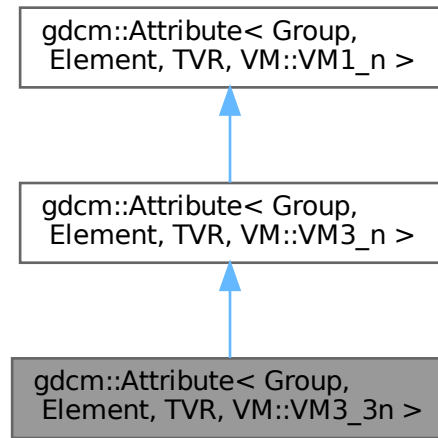 gdcm::Attribute< Group,
Element, TVR, VM::VM1_n >
gdcm::Attribute< Group,
Element, TVR, VM::VM3_n >
gdcm::Attribute< Group,
Element, TVR, VM::VM3_3n >